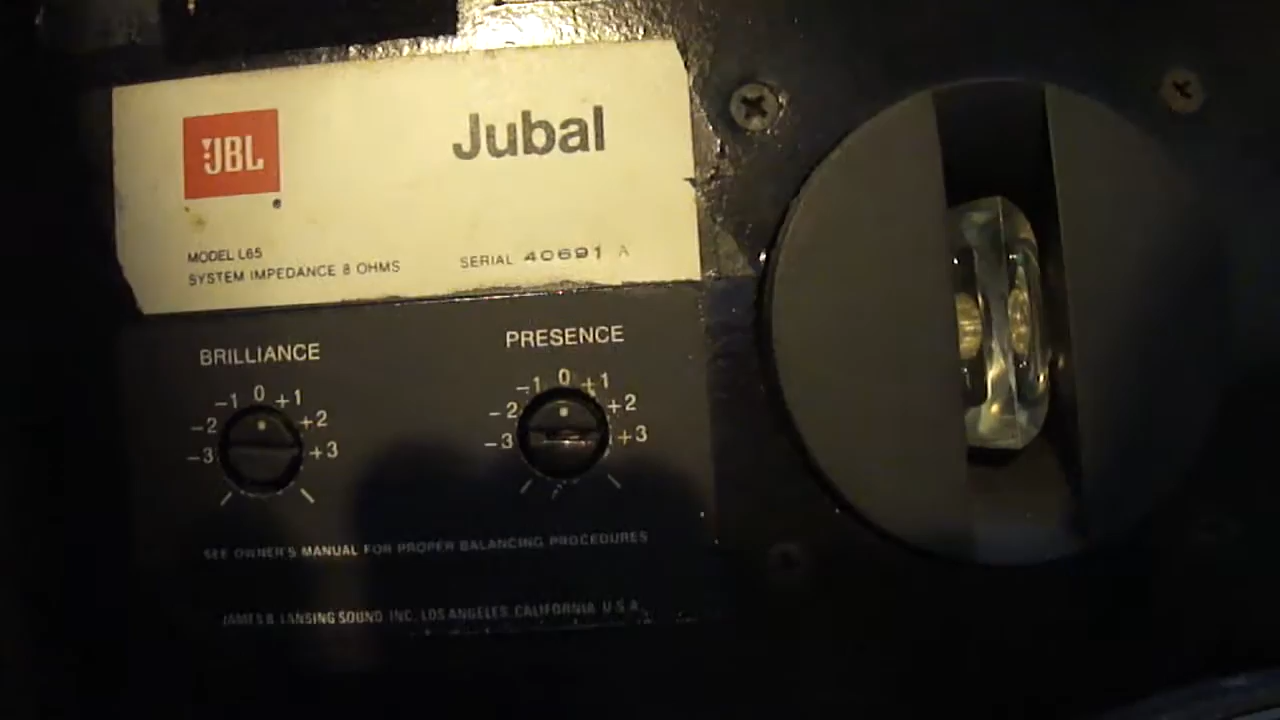 JBL
®
Jubal
MODEL L65
SYSTEM IMPEDANCE 8 OHMS
SERIAL 40691 A
BRILLIANCE
-3 -2 -1 0 +1 +2 +3
PRESENCE
-3 -2 -1 0 +1 +2 +3
SEE OWNER'S MANUAL FOR PROPER BALANCING PROCEDURES
JAMES B. LANSING SOUND, INC., LOS ANGELES, CALIFORNIA, U.S.A.